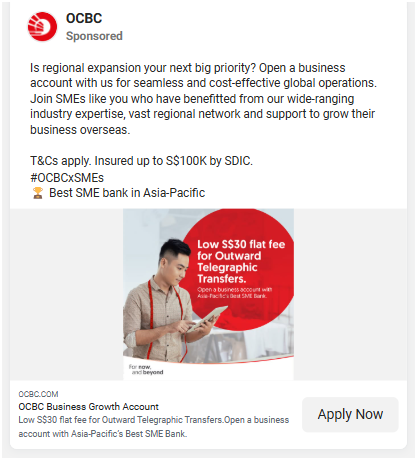 OCBC
Sponsored
Is regional expansion your next big priority? Open a business
account with us for seamless and cost-effective global operations.
Join SMEs like you who have benefitted from our wide-ranging
industry expertise, vast regional network and support to grow their
business overseas.
T&Cs apply. Insured up to S$100K by SDIC.
#OCBCxSMEs
🏆 Best SME bank in Asia-Pacific
Low S$30 flat fee
for Outward
Telegraphic
Transfers.
Open a business account with
Asia-Pacific's Best SME Bank.
For now,
and beyond
OCBC.COM
OCBC Business Growth Account
Low S$30 flat fee for Outward Telegraphic Transfers.Open a business
account with Asia-Pacific's Best SME Bank.
Apply Now